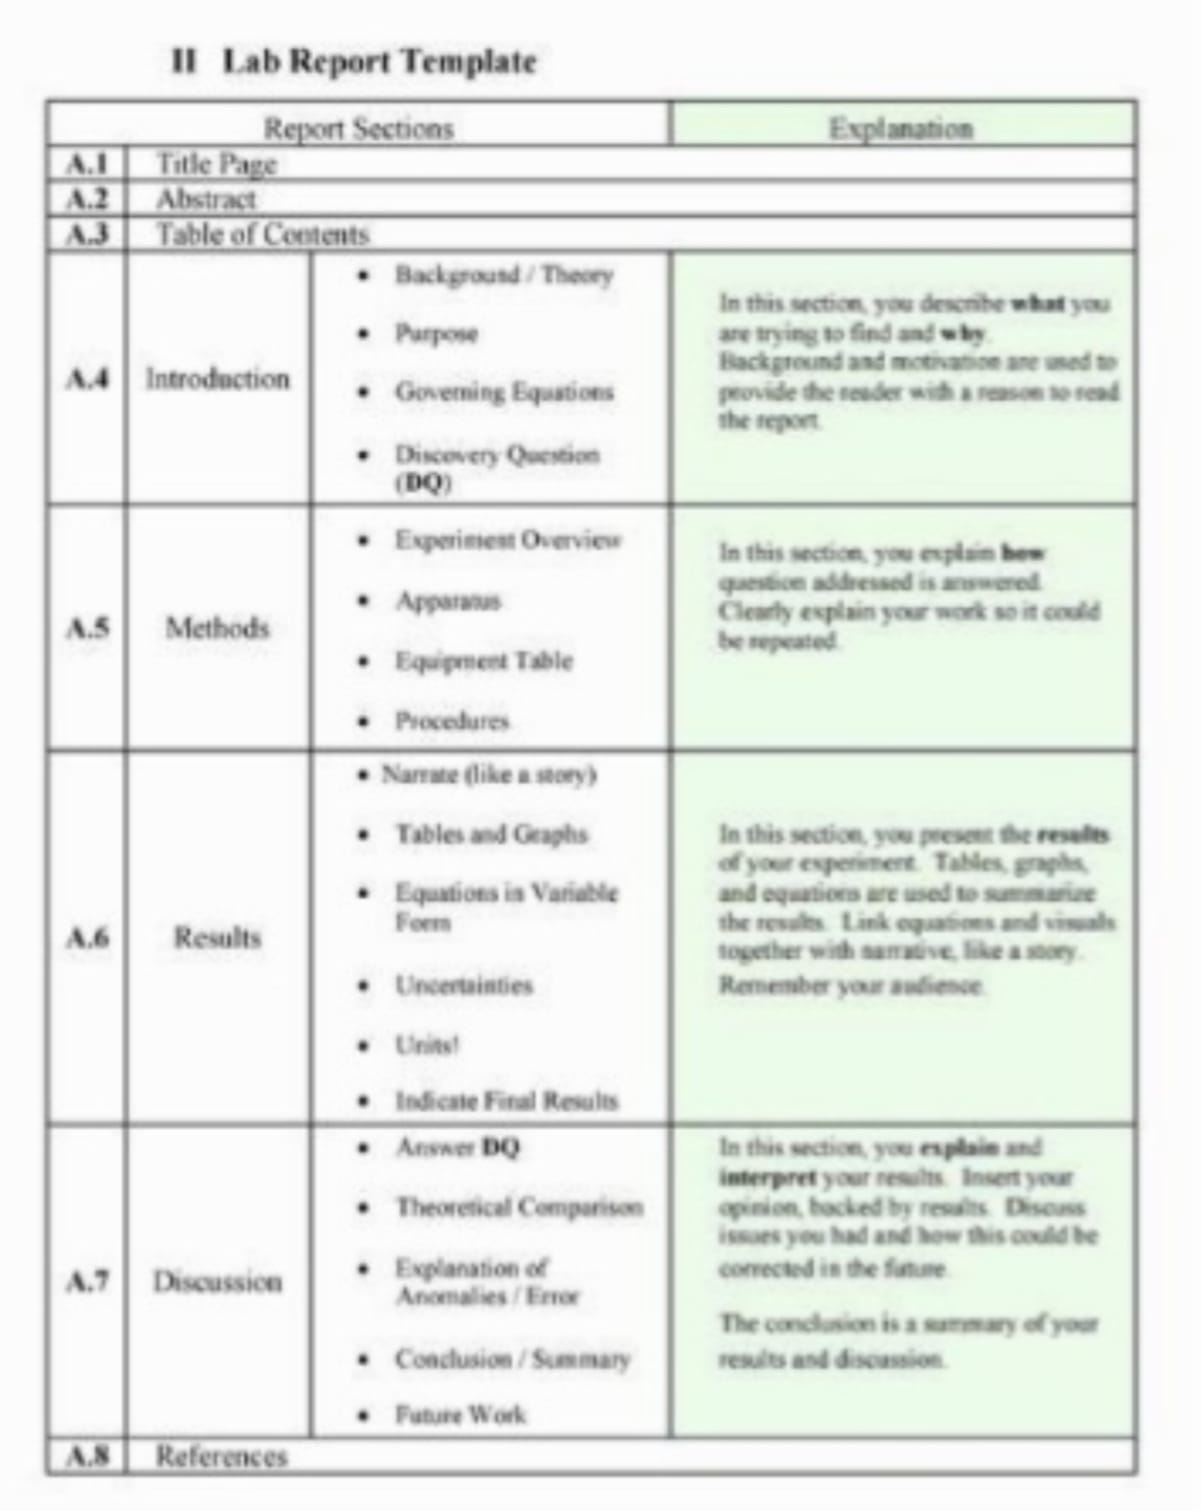 II Lab Report Template
Report Sections
Explanation
A.1 Title Page
A.2 Abstract
A.3 Table of Contents
A.4 Introduction
• Background / Theory
• Purpose
• Governing Equations
• Discovery Question
(DQ)
In this section, you describe what you
are trying to find and why.
Background and motivation are used to
provide the reader with a reason to read
the report.
A.5 Methods
• Experiment Overview
• Apparatus
• Equipment Table
• Procedures
In this section, you explain how
question addressed is answered.
Clearly explain your work so it could
be repeated.
A.6 Results
• Narrate (like a story)
• Tables and Graphs
• Equations in Variable
Form
• Uncertainties
• Units!
• Indicate Final Results
In this section, you present the results
of your experiment. Tables, graphs,
and equations are used to summarize
the results. Link equations and visuals
together with narrative, like a story.
Remember your audience.
A.7 Discussion
• Answer DQ
• Theoretical Comparison
• Explanation of
Anomalies / Error
• Conclusion / Summary
• Future Work
In this section, you explain and
interpret your results. Insert your
opinion, backed by results. Discuss
issues you had and how this could be
corrected in the future.
The conclusion is a summary of your
results and discussion.
A.8 References